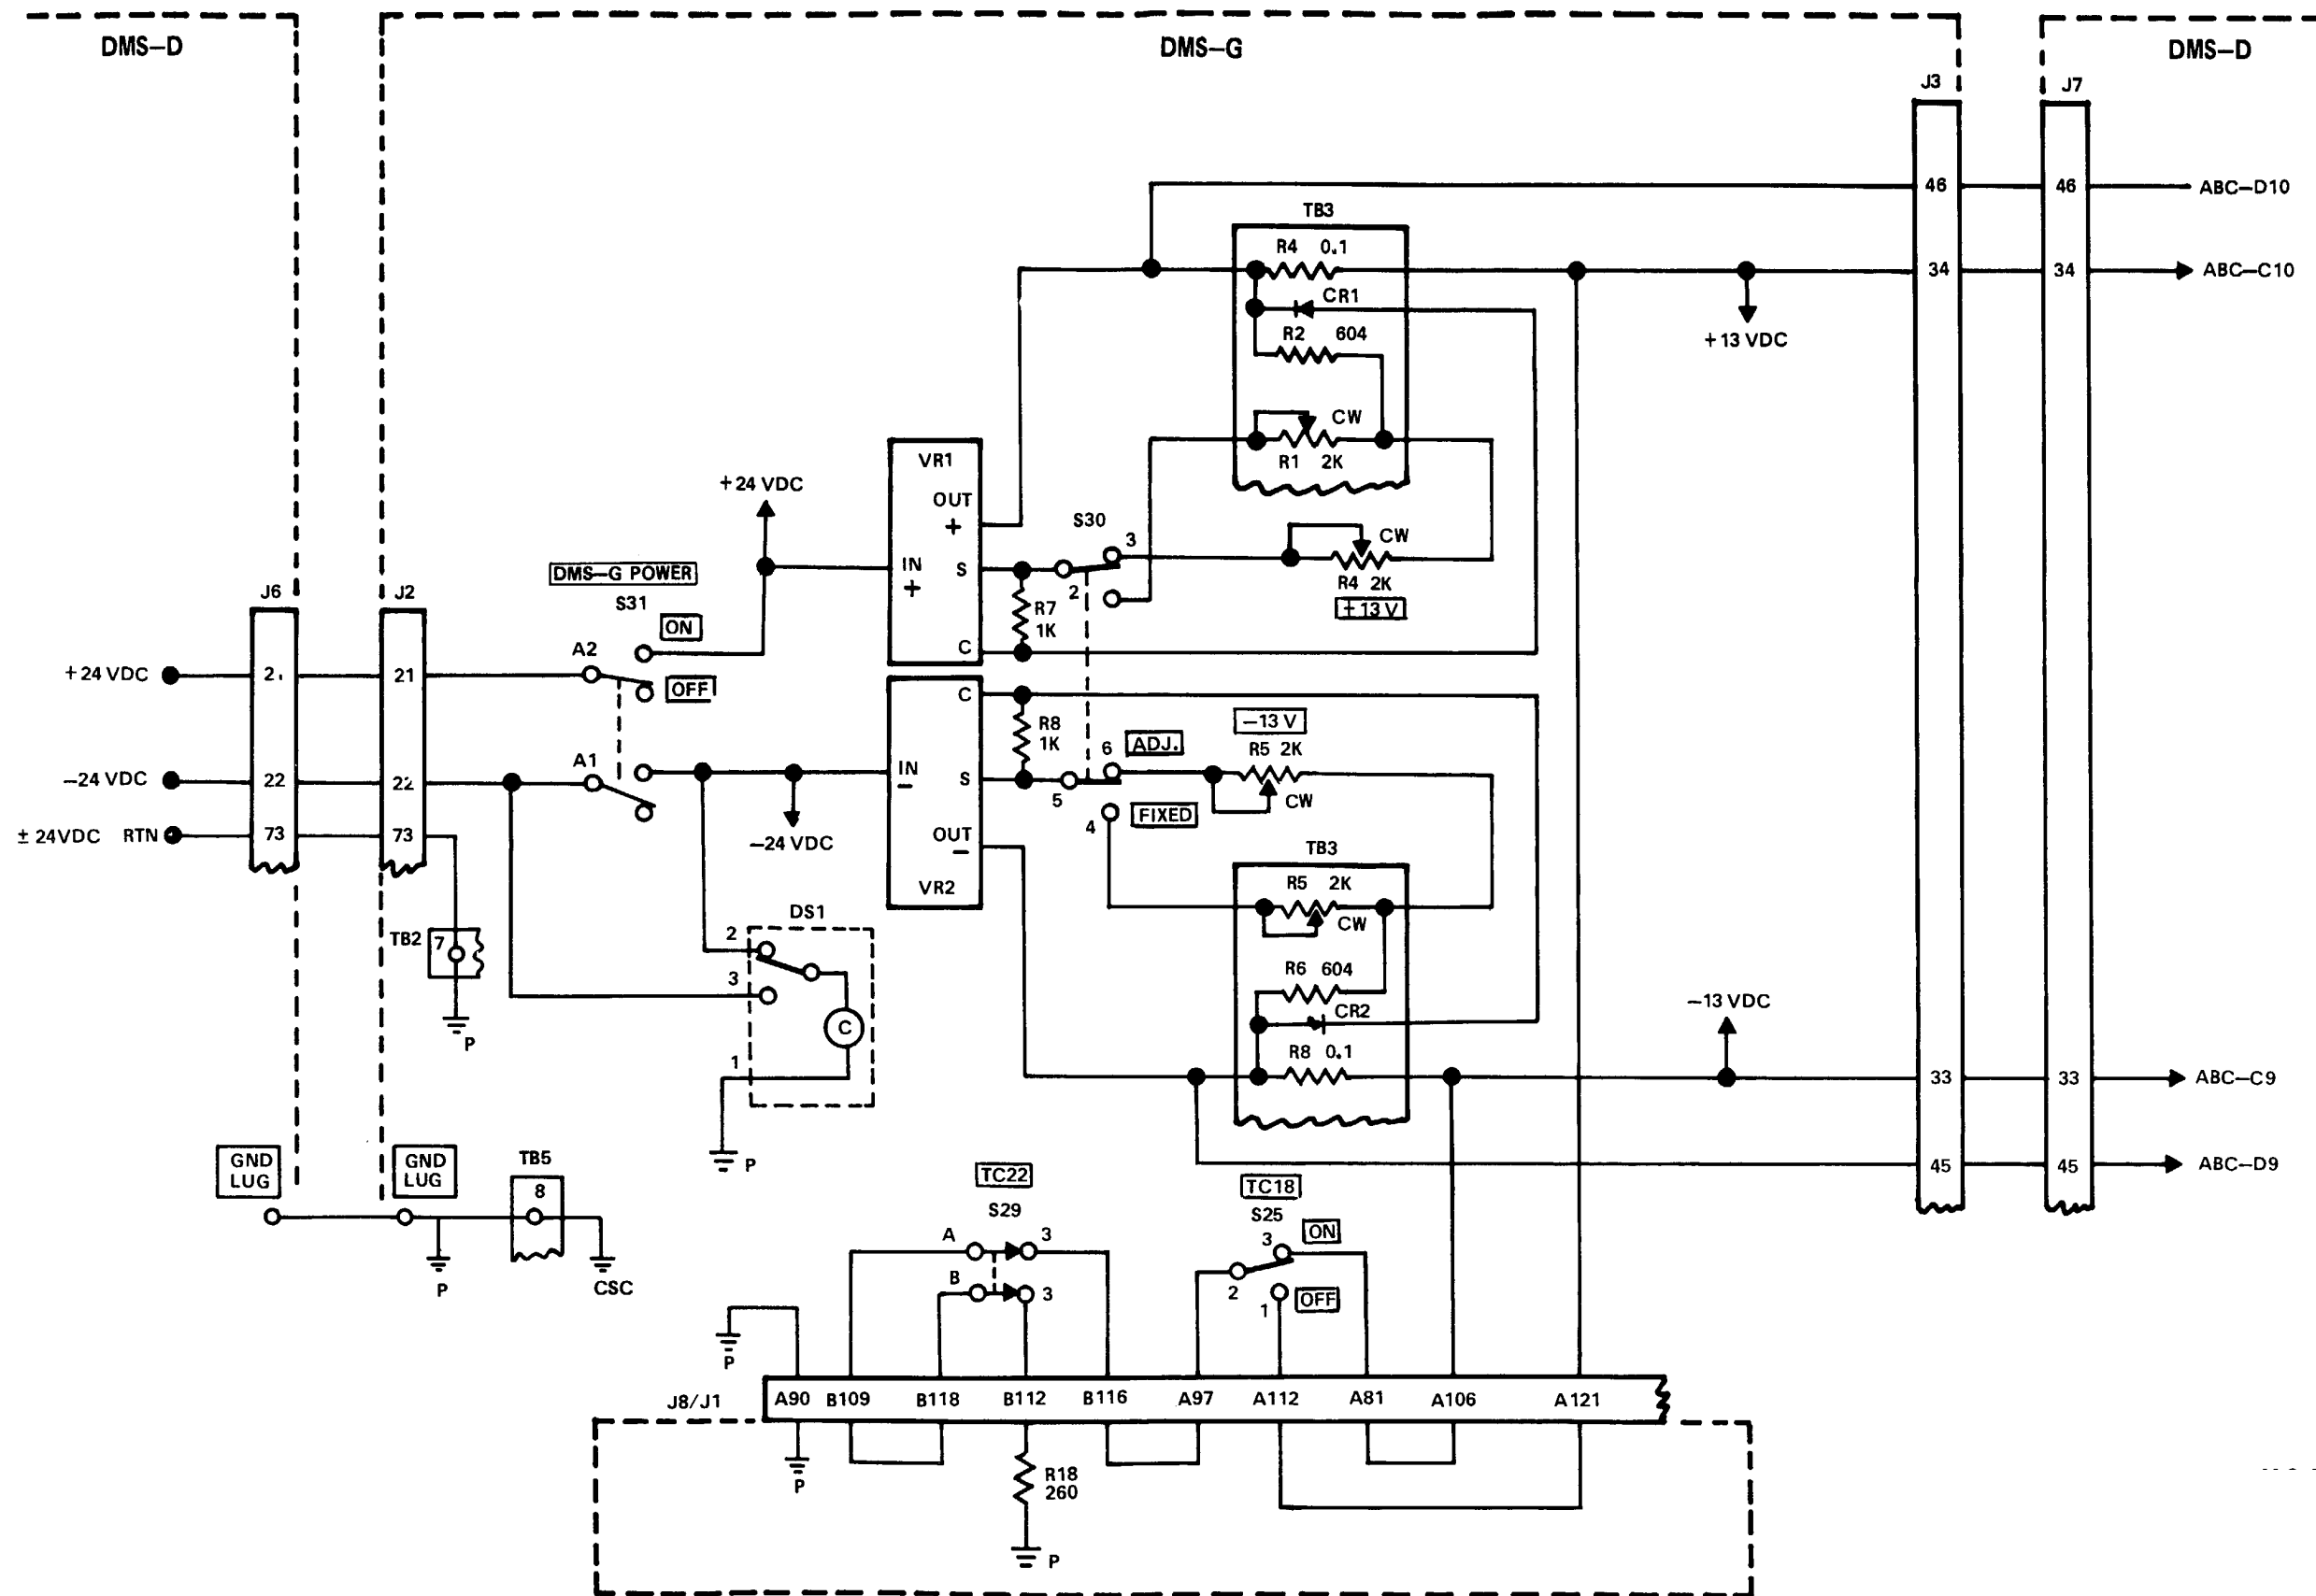 DMS–D
DMS–G
DMS–D
J3
J7
46
46
ABC–D10
TB3
R4 0.1
34
34
ABC–C10
CR1
R2 604
+13 VDC
CW
R1 2K
VR1
OUT
+
+24 VDC
S30
3
CW
IN
+
S
2
R4 2K
+13 V
DMS–G POWER
S31
J6
J2
R7
1K
ON
A2
C
+24 VDC
21
OFF
C
R8
1K
–13 V
R5 2K
6
ADJ.
A1
IN
–
S
5
CW
–24 VDC
22
22
4
FIXED
± 24VDC RTN
73
73
–24 VDC
OUT
–
VR2
TB3
R5 2K
CW
DS1
TB2
7
2
3
R6 604
CR2
–13 VDC
C
P
1
R8 0.1
33
33
ABC–C9
P
GND
LUG
GND
LUG
TB5
8
45
45
ABC–D9
TC22
S29
TC18
S25
A
3
3
ON
B
3
2
1
OFF
P
CSC
P
J8/J1
A90
B109
B118
B112
B116
A97
A112
A81
A106
A121
P
R18
260
P